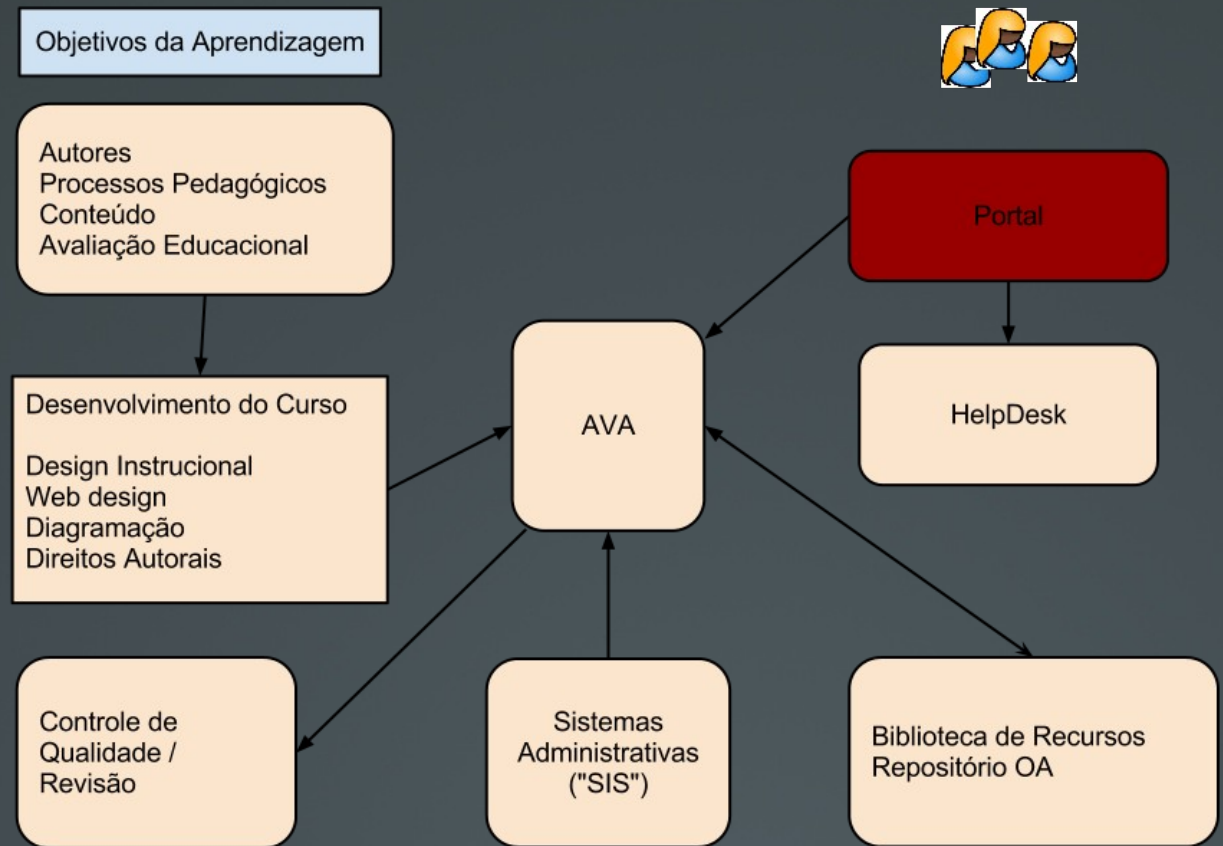 Objetivos da Aprendizagem
Autores
Processos Pedagógicos
Conteúdo
Avaliação Educacional
Portal
HelpDesk
AVA
Desenvolvimento do Curso
Design Instrucional
Web design
Diagramação
Direitos Autorais
Controle de
Qualidade /
Revisão
Sistemas
Administrativas
("SIS")
Biblioteca de Recursos
Repositório OA